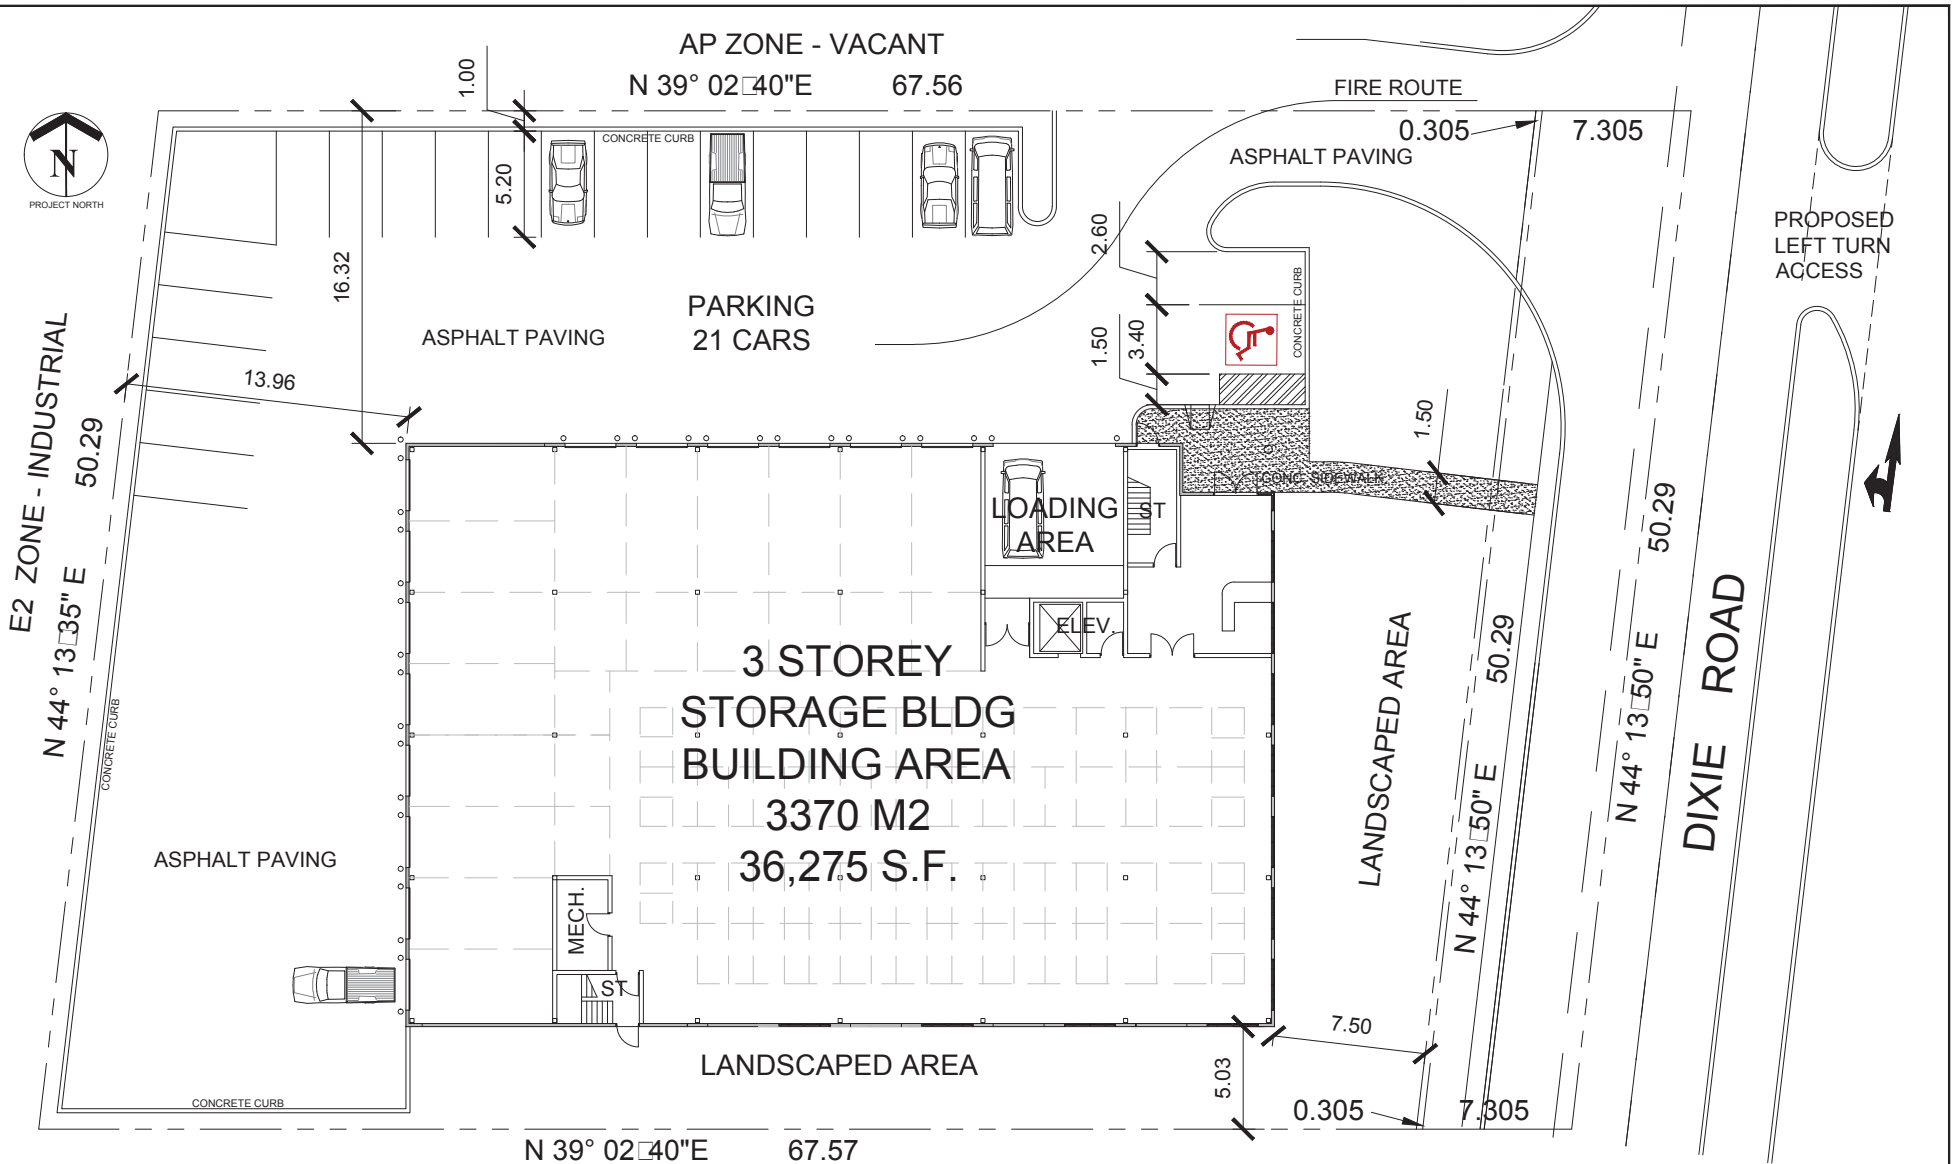 AP ZONE - VACANT
N 39° 02□40"E 67.56
1.00
FIRE ROUTE
0.305
7.305
ASPHALT PAVING
CONCRETE CURB
N
PROJECT NORTH
5.20
2.60
PROPOSED
LEFT TURN
ACCESS
16.32
PARKING
21 CARS
ASPHALT PAVING
1.50
3.40
CONCRETE CURB
13.96
E2 ZONE - INDUSTRIAL
N 44° 13□35" E 50.29
1.50
CONC. SIDEWALK
LOADING
AREA
ST
ELEV.
3 STOREY
STORAGE BLDG
BUILDING AREA
3370 M2
36,275 S.F.
LANDSCAPED AREA
N 44° 13□50" E 50.29
N 44° 13□50" E 50.29
DIXIE ROAD
CONCRETE CURB
ASPHALT PAVING
MECH.
ST
7.50
LANDSCAPED AREA
5.03
CONCRETE CURB
0.305
7.305
N 39° 02□40"E 67.57